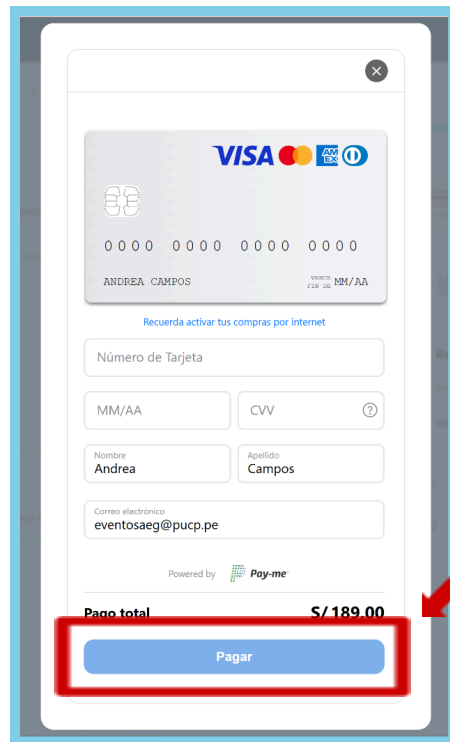 VISA AM EX
0000 0000 0000 0000
ANDREA CAMPOS VENCE FIN DE MM/AA
Recuerda activar tus compras por internet
Número de Tarjeta
MM/AA CVV ?
Nombre Apellido
Andrea Campos
Correo electrónico
eventosaeg@pucp.pe
Powered by Pay-me
Pago total S/ 189.00
Pagar